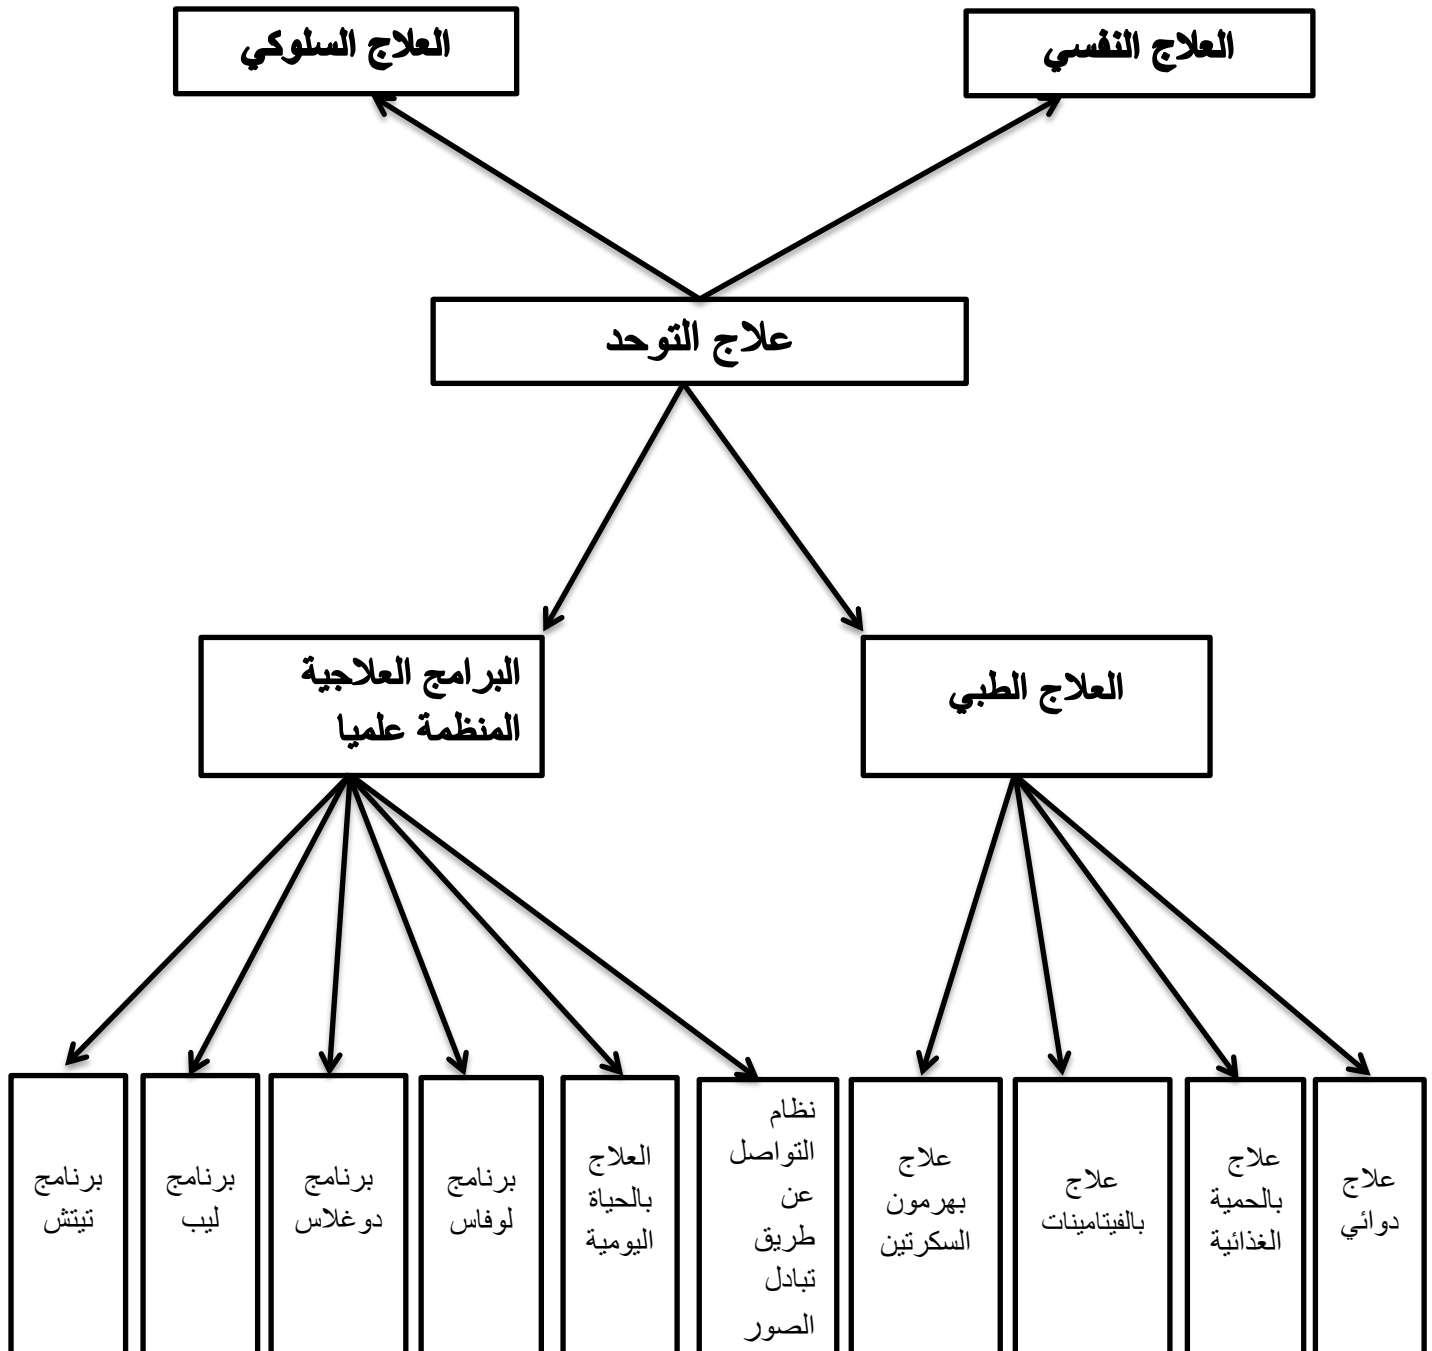 العلاج النفسي
العلاج السلوكي
علاج التوحد
العلاج الطبي
البرامج العلاجية
المنظمة علميا
علاج
دوائي
علاج
بالحمية
الغذائية
علاج
بالفيتامينات
علاج
بهرمون
السكرتين
نظام
التواصل
عن
طريق
تبادل
الصور
العلاج
بالحياة
اليومية
برنامج
لوفاس
برنامج
دوغلاس
برنامج
ليب
برنامج
تيتش